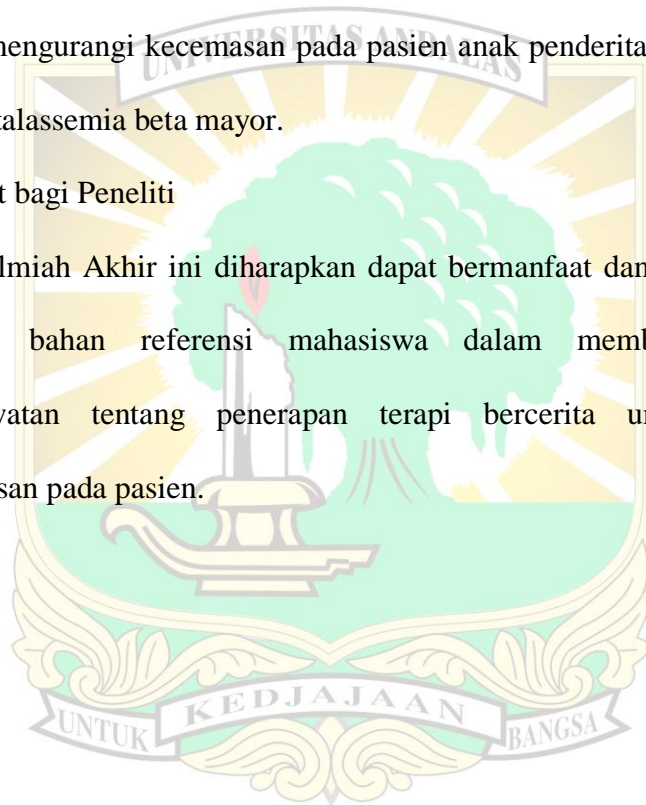 UNIVERSITAS ANDALAS
mengurangi kecemasan pada pasien anak penderita
talassemia beta mayor.
t bagi Peneliti
lmiah Akhir ini diharapkan dapat bermanfaat dan
bahan referensi mahasiswa dalam memb
yatan tentang penerapan terapi bercerita u
san pada pasien.
UNTUK KEDJAJAAN BANGSA